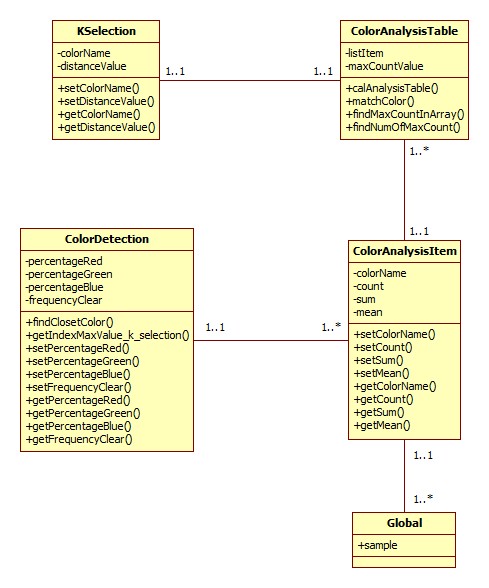 KSelection
-colorName
-distanceValue
+setColorName()
+setDistanceValue()
+getColorName()
+getDistanceValue()
1..1
1..1
ColorAnalysisTable
-listItem
-maxCountValue
+calAnalysisTable()
+matchColor()
+findMaxCountInArray()
+findNumOfMaxCount()
1..*
1..1
ColorDetection
-percentageRed
-percentageGreen
-percentageBlue
-frequencyClear
+findClosetColor()
+getIndexMaxValue_k_selection()
+setPercentageRed()
+setPercentageGreen()
+setPercentageBlue()
+setFrequencyClear()
+getPercentageRed()
+getPercentageGreen()
+getPercentageBlue()
+getFrequencyClear()
1..1
1..*
ColorAnalysisItem
-colorName
-count
-sum
-mean
+setColorName()
+setCount()
+setSum()
+setMean()
+getColorName()
+getCount()
+getSum()
+getMean()
1..1
1..*
Global
+sample